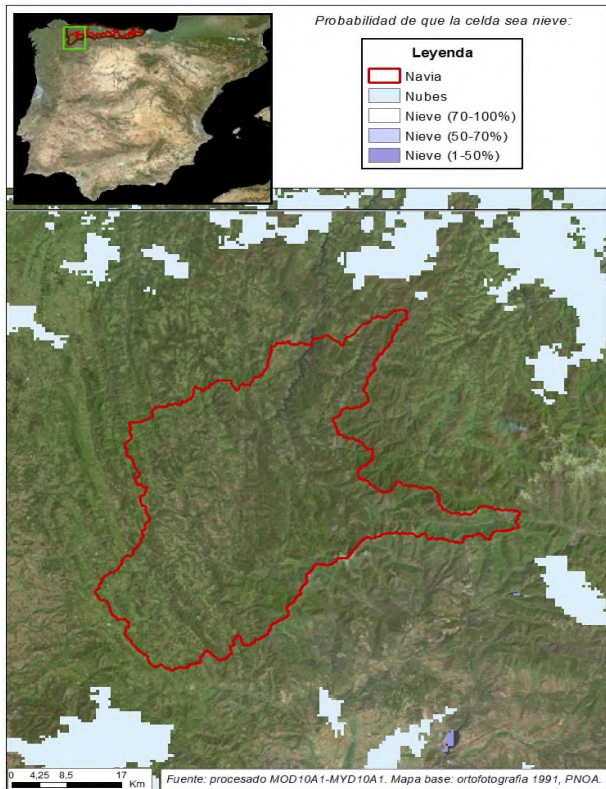 Probabilidad de que la celda sea nieve:
Leyenda
Navia
Nubes
Nieve (70-100%)
Nieve (50-70%)
Nieve (1-50%)
0 4,25 8,5 17
Km
Fuente: procesado MOD10A1-MYD10A1. Mapa base: ortofotografia 1991, PNOA.